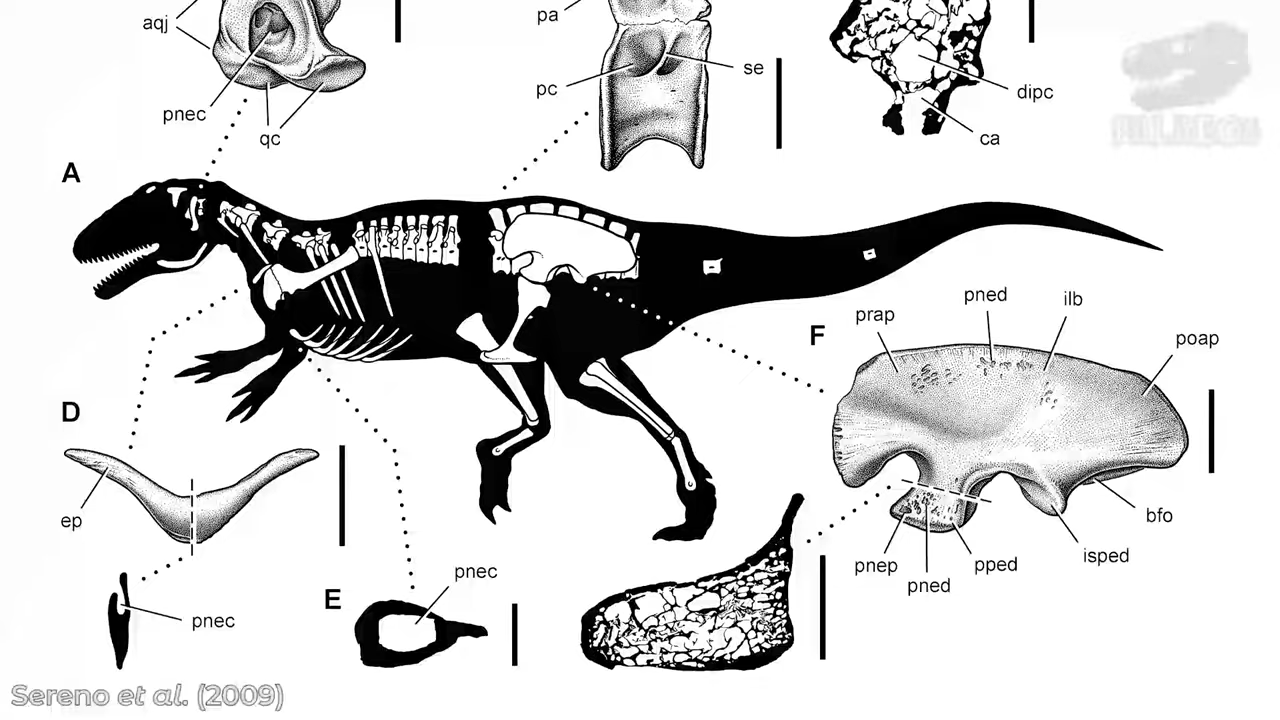 aqj
pnec
qc
pa
pc
se
dipc
ca
A
F
prap
pned
ilb
poap
D
ep
pnec
E
pnec
pnep
pned
pped
isped
bfo
Sereno et al. (2009)